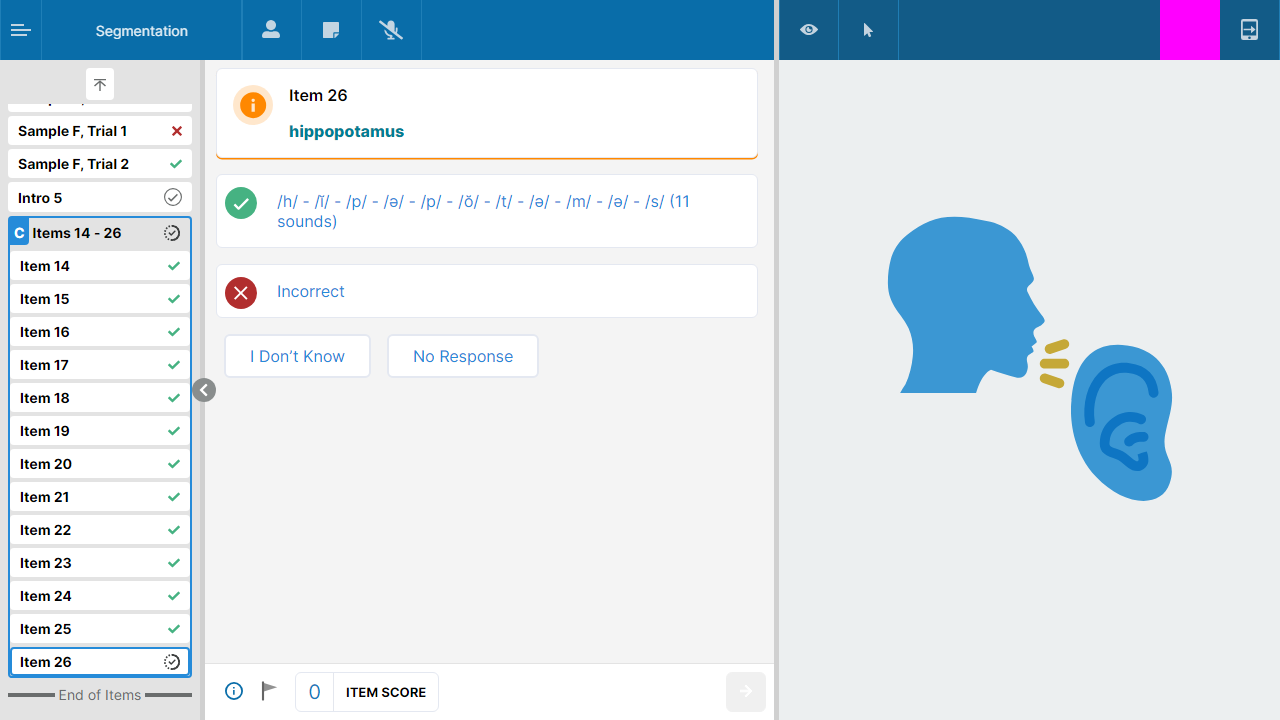 Segmentation
Sample F, Trial 1
Sample F, Trial 2
Intro 5
C Items 14 - 26
Item 14
Item 15
Item 16
Item 17
Item 18
Item 19
Item 20
Item 21
Item 22
Item 23
Item 24
Item 25
Item 26
End of Items
Item 26
hippopotamus
/h/ - /ĭ/ - /p/ - /ə/ - /p/ - /ŏ/ - /t/ - /ə/ - /m/ - /ə/ - /s/ (11
sounds)
Incorrect
I Don’t Know
No Response
0 ITEM SCORE